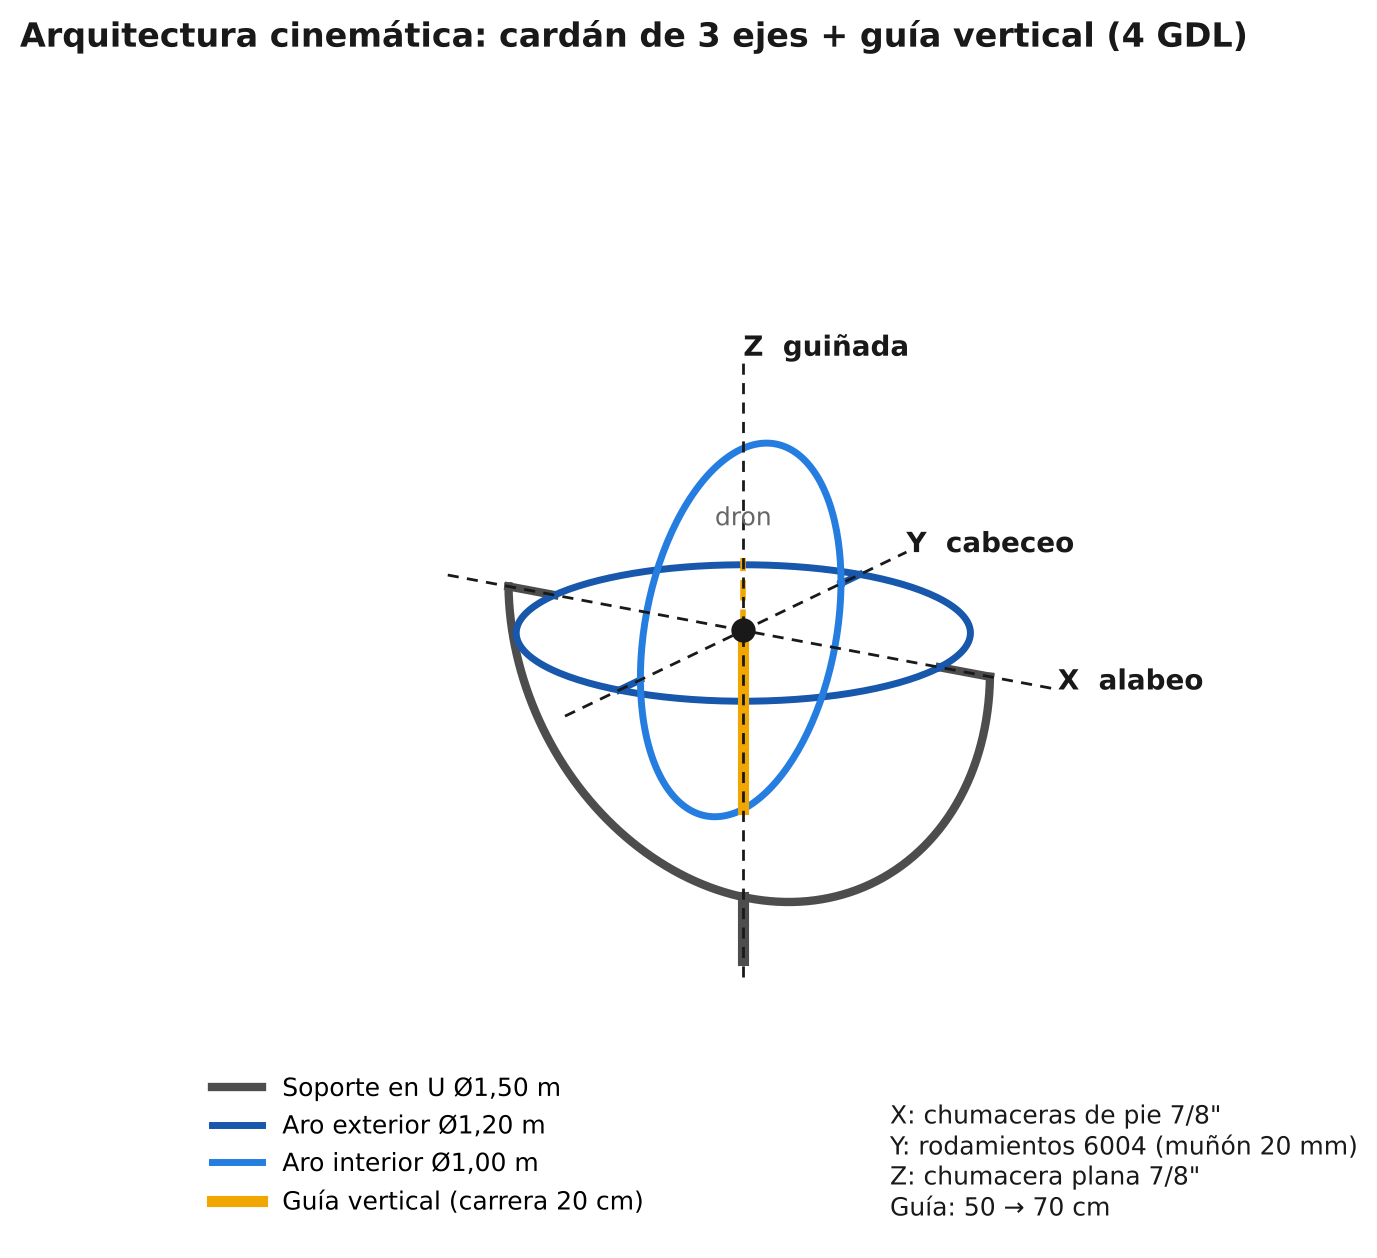 Arquitectura cinemática: cardán de 3 ejes + guía vertical (4 GDL)
Z guiñada
dron
Y cabeceo
X alabeo
Soporte en U Ø1,50 m
Aro exterior Ø1,20 m
Aro interior Ø1,00 m
Guía vertical (carrera 20 cm)
X: chumaceras de pie 7/8"
Y: rodamientos 6004 (muñón 20 mm)
Z: chumacera plana 7/8"
Guía: 50 → 70 cm